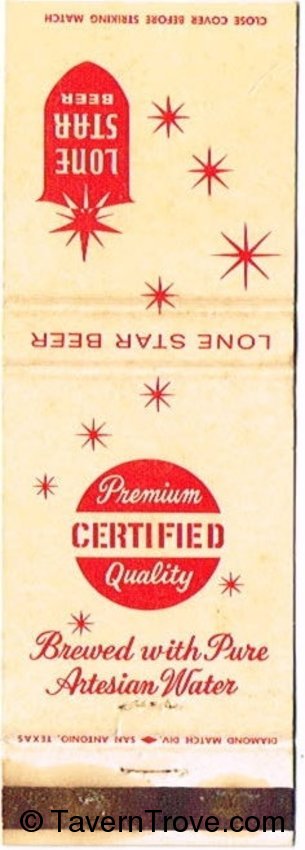 CLOSE COVER BEFORE STRIKING MATCH
LONE
STAR
BEER
LONE STAR BEER
Premium
CERTIFIED
Quality
Brewed with Pure
Artesian Water
DIAMOND MATCH DIV. SAN ANTONIO, TEXAS
© TavernTrove.com